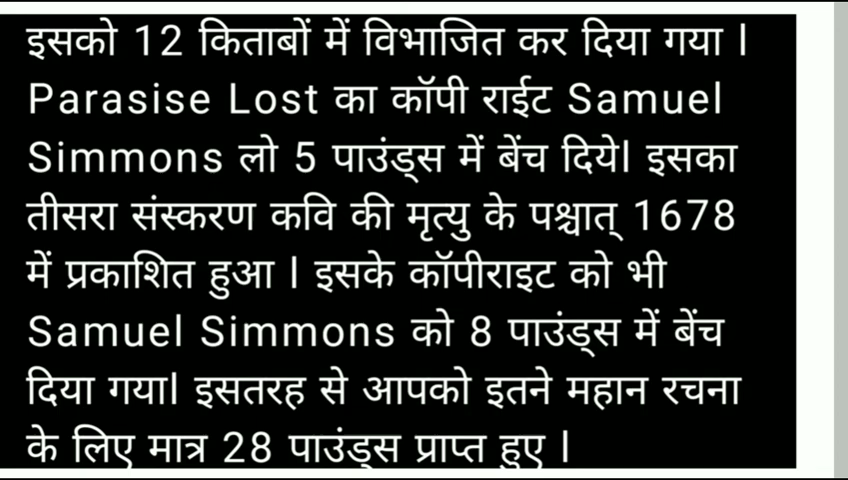 इसको 12 किताबों में विभाजित कर दिया गया l
Parasise Lost का कॉपी राईट Samuel
Simmons लो 5 पाउंड्स में बेंच दिये। इसका
तीसरा संस्करण कवि की मृत्यु के पश्चात् 1678
में प्रकाशित हुआ l इसके कॉपीराइट को भी
Samuel Simmons को 8 पाउंड्स में बेंच
दिया गया। इसतरह से आपको इतने महान रचना
के लिए मात्र 28 पाउंड्स प्राप्त हुए l